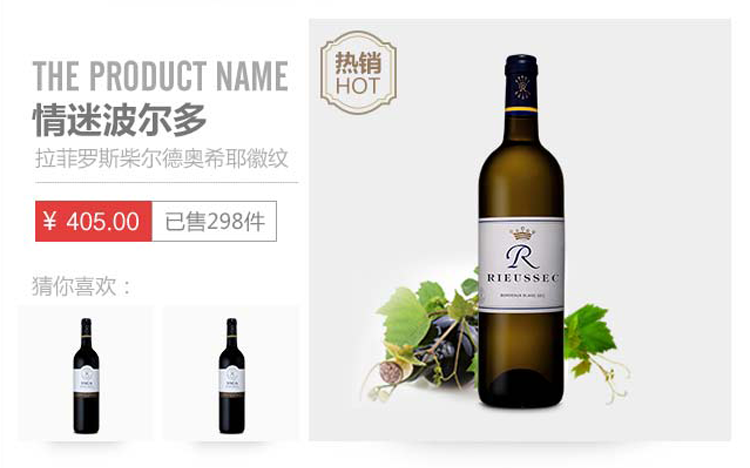 THE PRODUCT NAME
情迷波尔多
拉菲罗斯柴尔德奥希耶徽纹
¥ 405.00
已售298件
猜你喜欢：
热销
HOT
R
RIEUSSEC